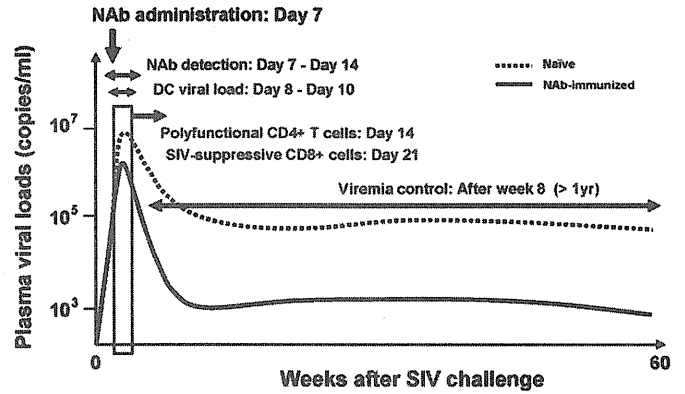 NAb administration: Day 7
NAb detection: Day 7 - Day 14
DC viral load: Day 8 - Day 10
Naïve
NAb-immunized
Polyfunctional CD4+ T cells: Day 14
SIV-suppressive CD8+ cells: Day 21
Viremia control: After week 8 (> 1yr)
Plasma viral loads (copies/ml)
10⁷
10⁵
10³
0
60
Weeks after SIV challenge